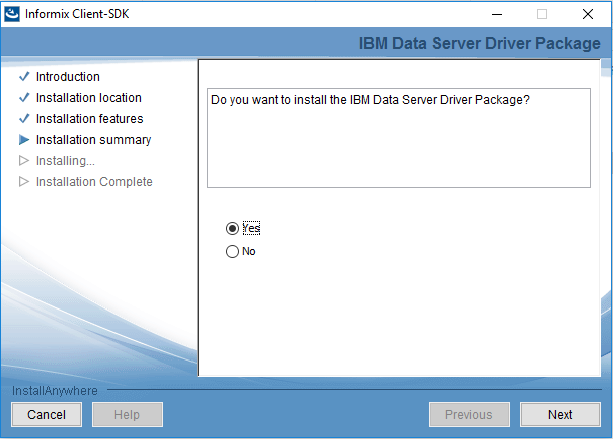 Informix Client-SDK
IBM Data Server Driver Package
Introduction
Installation location
Installation features
Installation summary
Installing...
Installation Complete
Do you want to install the IBM Data Server Driver Package?
Yes
No
InstallAnywhere
Cancel
Help
Previous
Next